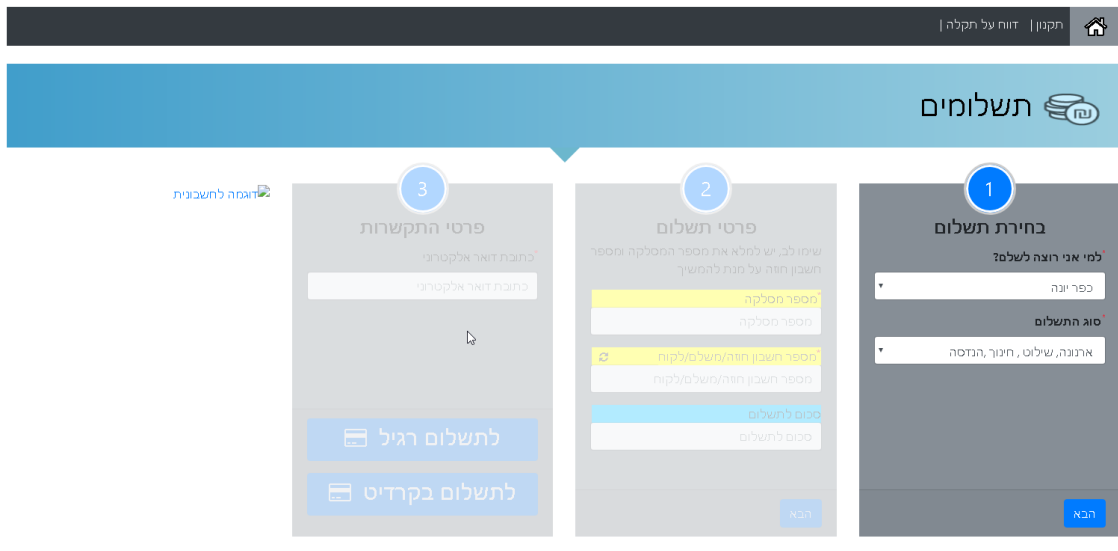 תקנון |
דווח על תקלה |
תשלומים
1
בחירת תשלום
*למי אני רוצה לשלם?
כפר יונה
*סוג התשלום
ארנונה, שילוט , חינוך ,הנדסה
הבא
2
פרטי תשלום
שימו לב, יש למלא את מספר המסלקה ומספר
חשבון חוזה על מנת להמשיך
*מספר מסלקה
מספר מסלקה
*מספר חשבון חוזה/משלם/לקוח
מספר חשבון חוזה/משלם/לקוח
סכום לתשלום
סכום לתשלום
הבא
3
פרטי התקשרות
*כתובת דואר אלקטרוני
כתובת דואר אלקטרוני
לתשלום רגיל
לתשלום בקרדיט
דוגמה לחשבונית